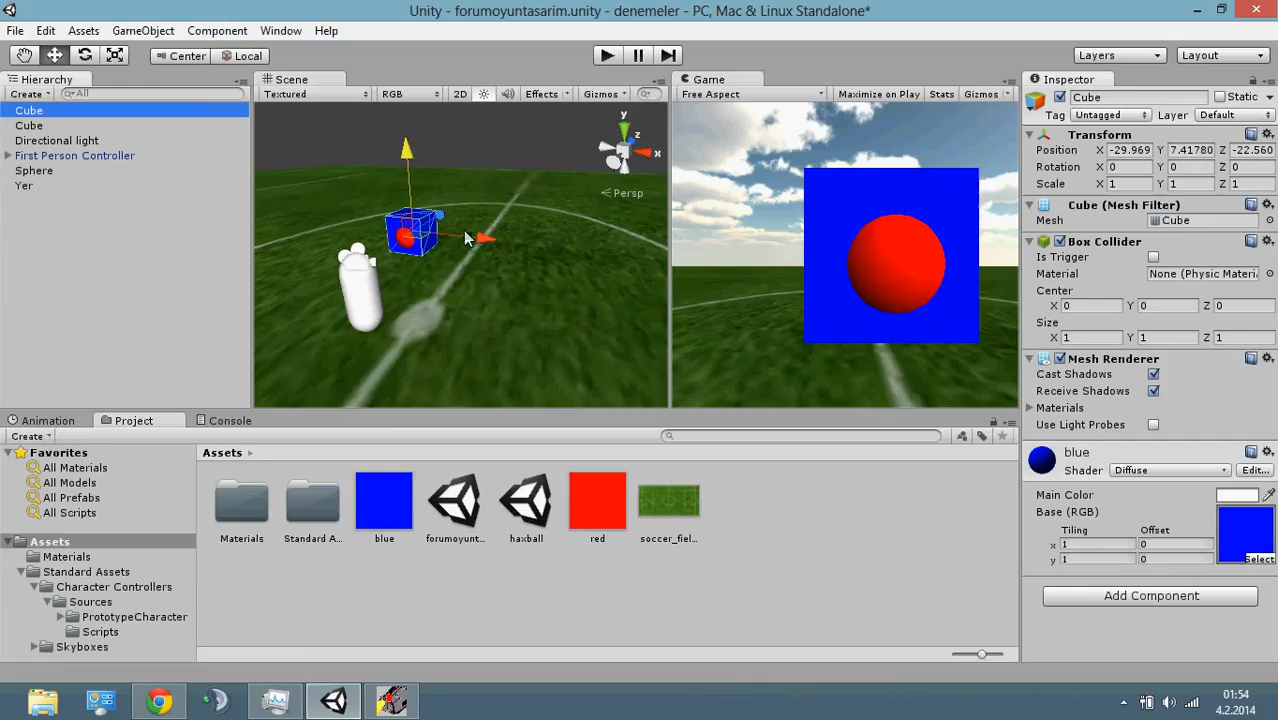 Unity - forumoyuntasarim.unity - denemeler - PC, Mac & Linux Standalone*
File Edit Assets GameObject Component Window Help
Center Local Layers Layout
Hierarchy
Create All
Cube
Cube
Directional light
First Person Controller
Sphere
Yer
Scene
Textured RGB 2D Effects Gizmos
y
z
x
Persp
Game
Free Aspect Maximize on Play Stats Gizmos
Inspector
Cube Static
Tag Untagged Layer Default
Transform
Position X -29.969 Y 7.41780 Z -22.560
Rotation X 0 Y 0 Z 0
Scale X 1 Y 1 Z 1
Cube (Mesh Filter)
Mesh Cube
Box Collider
Is Trigger
Material None (Physic Materi
Center
X 0 Y 0 Z 0
Size
X 1 Y 1 Z 1
Mesh Renderer
Cast Shadows
Receive Shadows
Materials
Use Light Probes
blue
Shader Diffuse Edit...
Main Color
Base (RGB)
Tiling Offset
x 1 0
y 1 0
Select
Add Component
Animation Project Console
Create
Favorites
All Materials
All Models
All Prefabs
All Scripts
Assets
Materials
Standard Assets
Character Controllers
Sources
PrototypeCharacter
Scripts
Skyboxes
Assets
Materials Standard A... blue forumoyunt... haxball red soccer_fiel...
01:54
4.2.2014